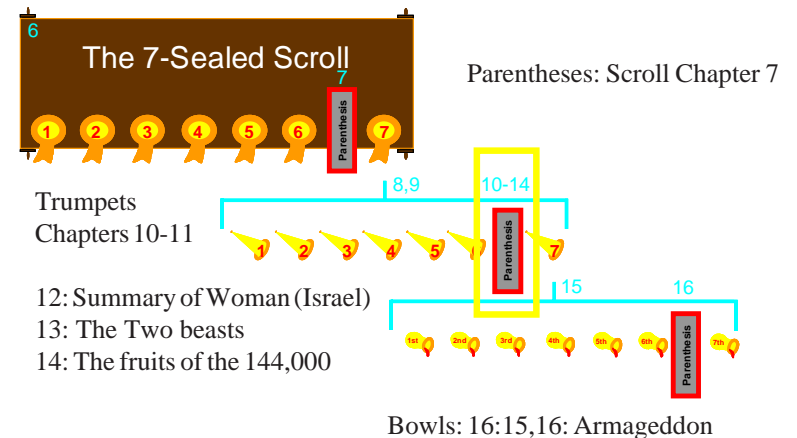 6
The 7-Sealed Scroll
7
Parenthesis
1 2 3 4 5 6 7
Parentheses: Scroll Chapter 7
8,9 10-14
Trumpets
Chapters 10-11
Parenthesis
1 2 3 4 5 6 7
15 16
12: Summary of Woman (Israel)
13: The Two beasts
14: The fruits of the 144,000
1st 2nd 3rd 4th 5th 6th 7th
Parenthesis
Bowls: 16:15,16: Armageddon